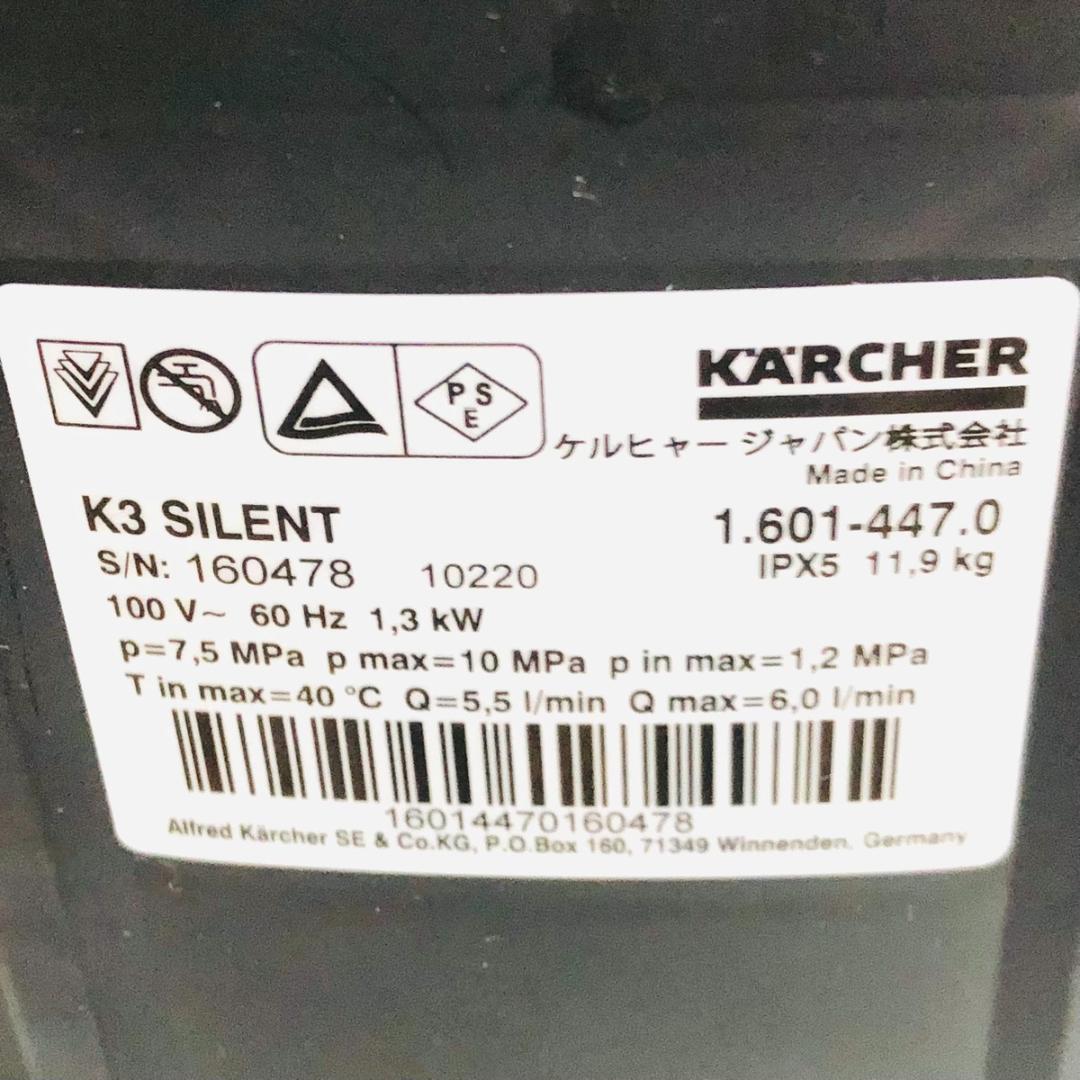 PS
E
KÄRCHER
ケルヒャー ジャパン株式会社
Made in China
K3 SILENT
1.601-447.0
S/N: 160478 10220
IPX5 11,9 kg
100 V~ 60 Hz 1,3 kW
p=7,5 MPa p max=10 MPa p in max=1,2 MPa
T in max=40 °C Q=5,5 l/min Q max=6,0 l/min
16014470160478
Alfred Kärcher SE & Co.KG, P.O.Box 160, 71349 Winnenden, Germany